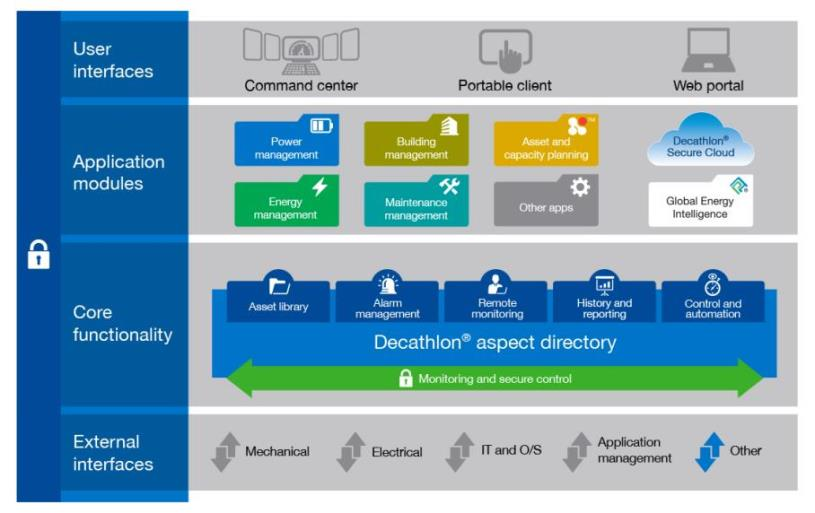 User
interfaces
Command center
Portable client
Web portal
Application
modules
Power
management
Building
management
Asset and
capacity planning
TM
Decathlon®
Secure Cloud
Energy
management
Maintenance
management
Other apps
Global Energy
Intelligence
Core
functionality
Asset library
Alarm
management
Remote
monitoring
History and
reporting
Control and
automation
Decathlon® aspect directory
Monitoring and secure control
External
interfaces
Mechanical
Electrical
IT and O/S
Application
management
Other